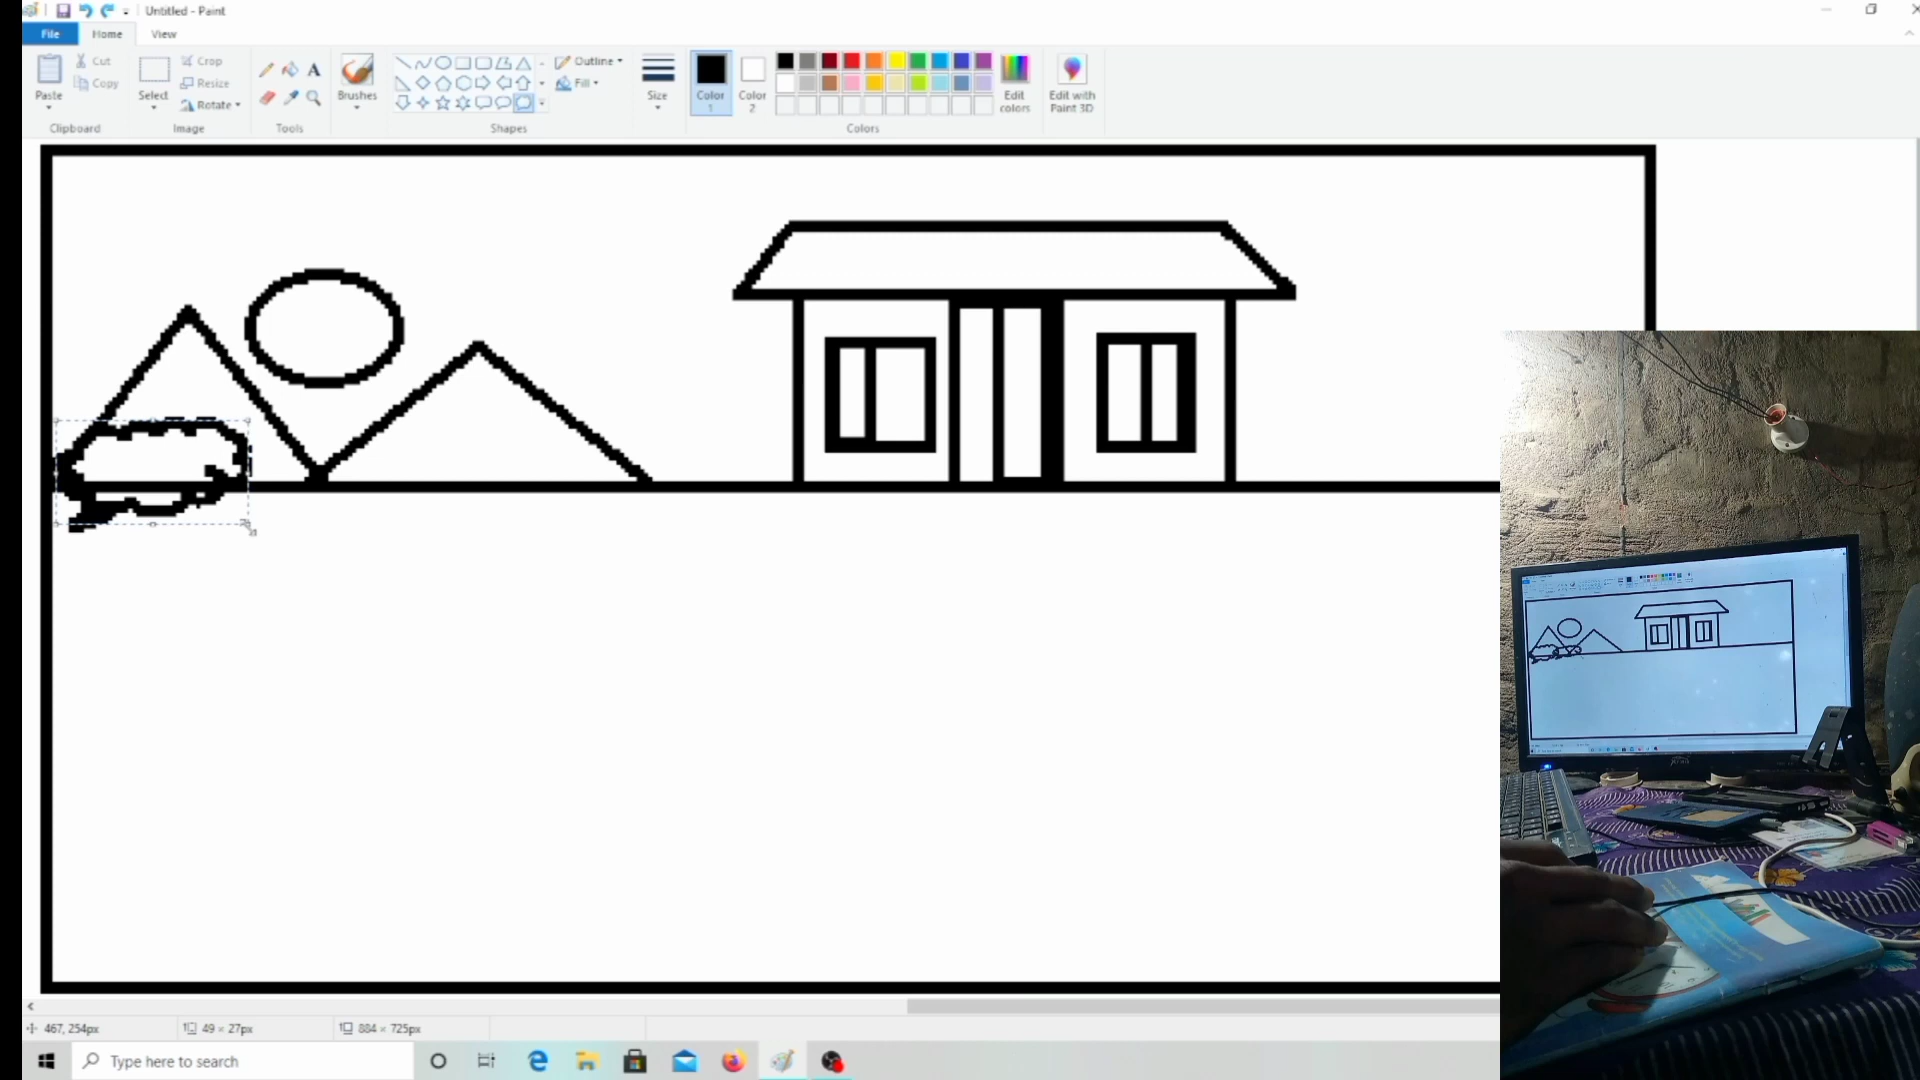 Untitled - Paint
File Home View
Paste Cut Copy Select Crop Resize Rotate A Brushes Outline Fill Size Color 1 Color 2 Edit colors Edit with Paint 3D
Clipboard Image Tools Shapes Colors
467, 254px 49 × 27px 884 × 725px
Type here to search